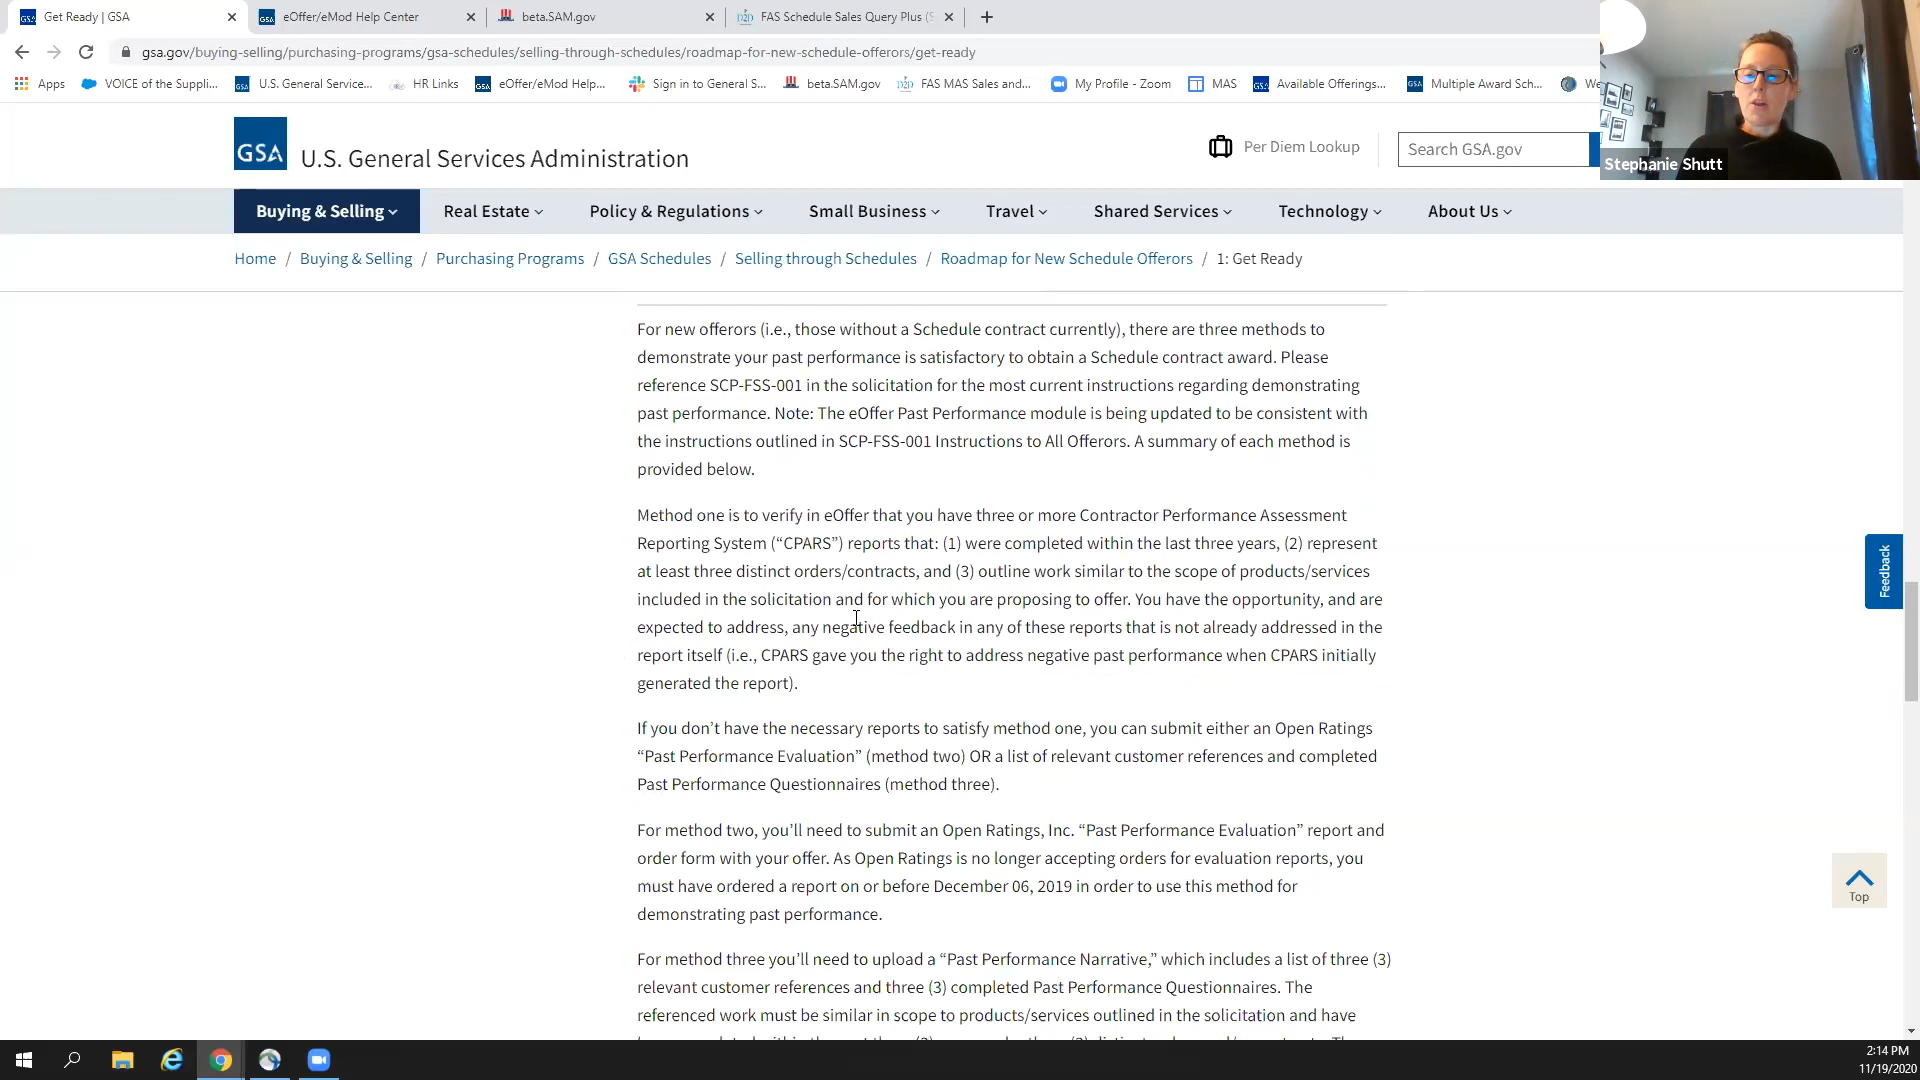 Get Ready | GSA
eOffer/eMod Help Center
beta.SAM.gov
FAS Schedule Sales Query Plus (S
gsa.gov/buying-selling/purchasing-programs/gsa-schedules/selling-through-schedules/roadmap-for-new-schedule-offerors/get-ready
Apps
VOICE of the Suppli...
U.S. General Service...
HR Links
eOffer/eMod Help...
Sign in to General S...
beta.SAM.gov
FAS MAS Sales and...
My Profile - Zoom
MAS
Available Offerings...
Multiple Award Sch...
We
GSA
U.S. General Services Administration
Per Diem Lookup
Search GSA.gov
Stephanie Shutt
Buying & Selling
Real Estate
Policy & Regulations
Small Business
Travel
Shared Services
Technology
About Us
Home / Buying & Selling / Purchasing Programs / GSA Schedules / Selling through Schedules / Roadmap for New Schedule Offerors / 1: Get Ready
For new offerors (i.e., those without a Schedule contract currently), there are three methods to
demonstrate your past performance is satisfactory to obtain a Schedule contract award. Please
reference SCP-FSS-001 in the solicitation for the most current instructions regarding demonstrating
past performance. Note: The eOffer Past Performance module is being updated to be consistent with
the instructions outlined in SCP-FSS-001 Instructions to All Offerors. A summary of each method is
provided below.
Method one is to verify in eOffer that you have three or more Contractor Performance Assessment
Reporting System (“CPARS”) reports that: (1) were completed within the last three years, (2) represent
at least three distinct orders/contracts, and (3) outline work similar to the scope of products/services
included in the solicitation and for which you are proposing to offer. You have the opportunity, and are
expected to address, any negative feedback in any of these reports that is not already addressed in the
report itself (i.e., CPARS gave you the right to address negative past performance when CPARS initially
generated the report).
If you don’t have the necessary reports to satisfy method one, you can submit either an Open Ratings
“Past Performance Evaluation” (method two) OR a list of relevant customer references and completed
Past Performance Questionnaires (method three).
For method two, you’ll need to submit an Open Ratings, Inc. “Past Performance Evaluation” report and
order form with your offer. As Open Ratings is no longer accepting orders for evaluation reports, you
must have ordered a report on or before December 06, 2019 in order to use this method for
demonstrating past performance.
For method three you’ll need to upload a “Past Performance Narrative,” which includes a list of three (3)
relevant customer references and three (3) completed Past Performance Questionnaires. The
referenced work must be similar in scope to products/services outlined in the solicitation and have
Feedback
Top
2:14 PM
11/19/2020